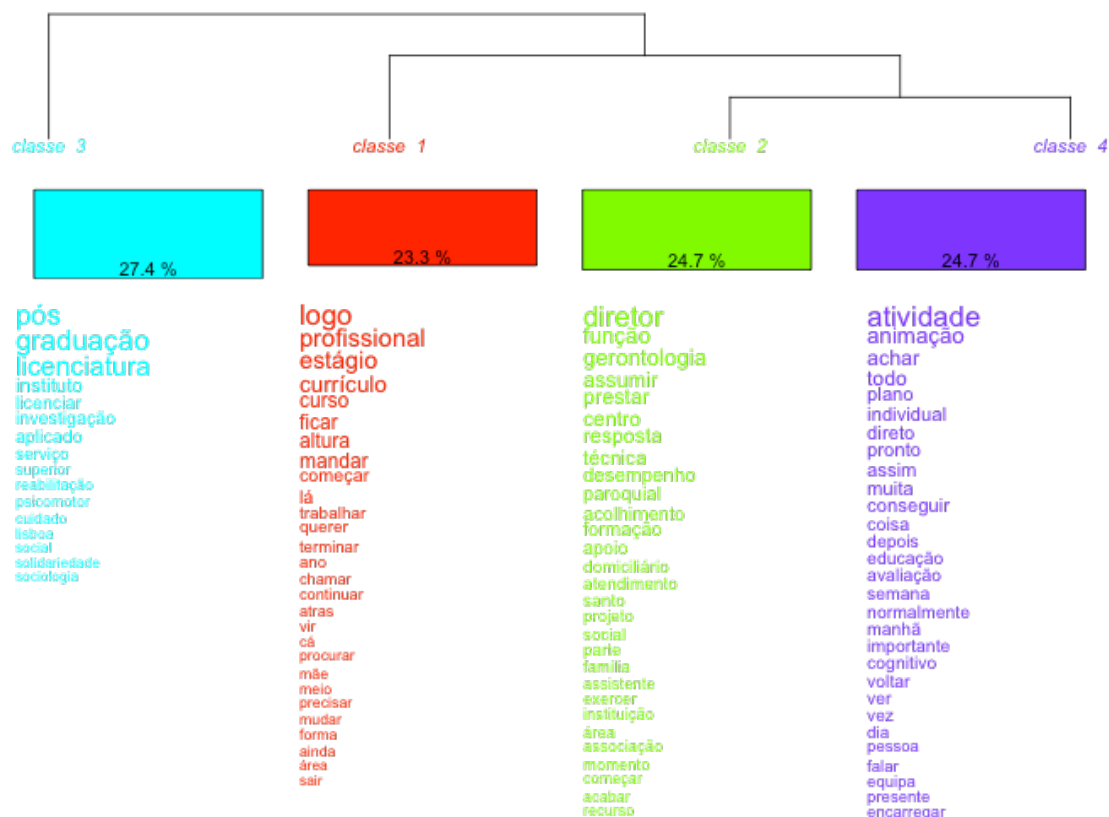 classe 3
classe 1
classe 2
classe 4
27.4 %
23.3 %
24.7 %
24.7 %
pós
graduação
licenciatura
instituto
licenciar
investigação
aplicado
serviço
superior
reabilitação
psicomotor
cuidado
lisboa
social
solidariedade
sociologia
logo
profissional
estágio
currículo
curso
ficar
altura
mandar
começar
lá
trabalhar
querer
terminar
ano
chamar
continuar
atras
vir
cá
procurar
mãe
meio
precisar
mudar
forma
ainda
área
sair
diretor
função
gerontologia
assumir
prestar
centro
resposta
técnica
desempenho
paroquial
acolhimento
formação
apoio
domiciliário
atendimento
santo
projeto
social
parte
família
assistente
exercer
instituição
área
associação
momento
começar
acabar
recurso
atividade
animação
achar
todo
plano
individual
direto
pronto
assim
muita
conseguir
coisa
depois
educação
avaliação
semana
normalmente
manhã
importante
cognitivo
voltar
ver
vez
dia
pessoa
falar
equipa
presente
encarregar